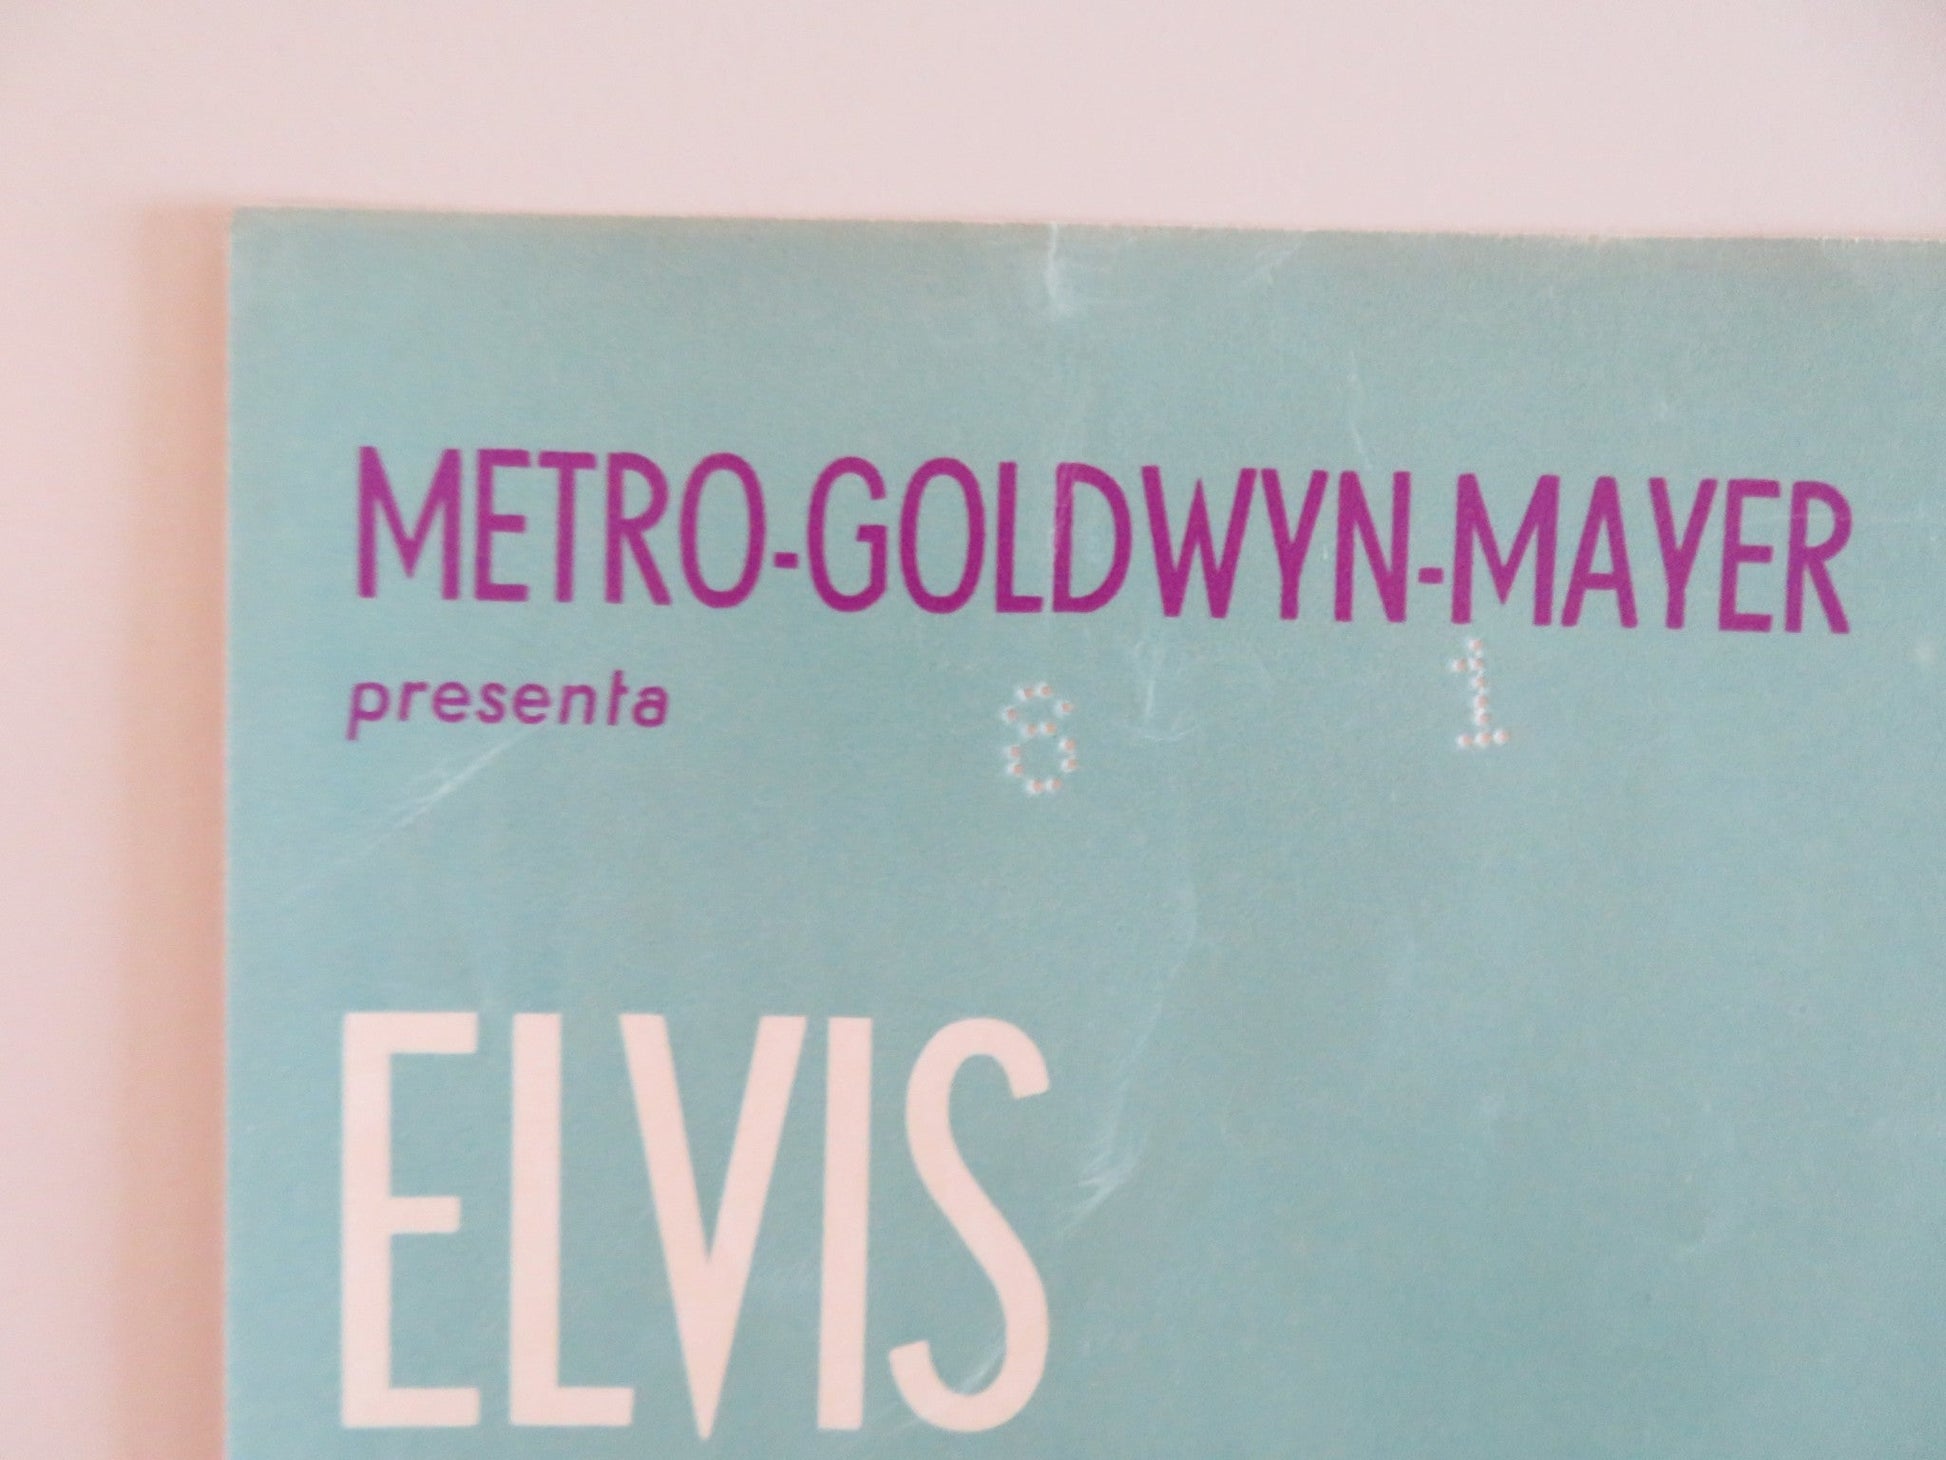 METRO-GOLDWYN-MAYER
presenta
8 1
ELVIS